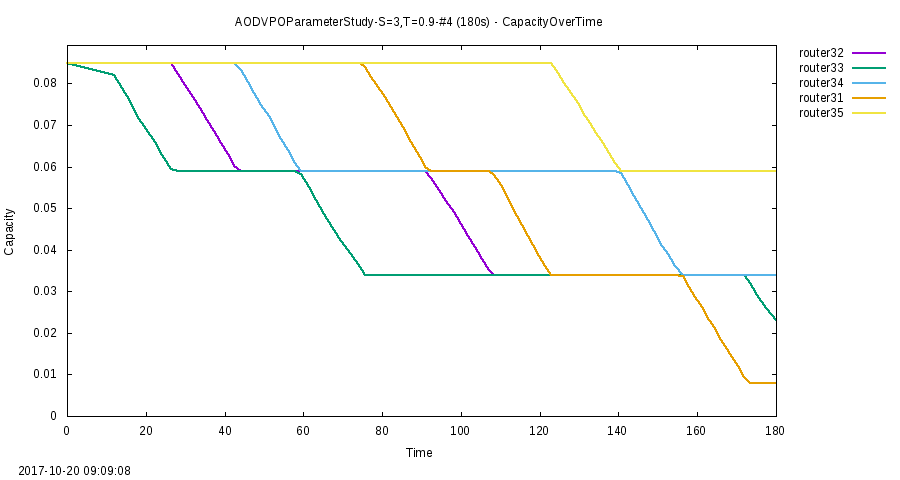 AODVPOParameterStudy-S=3,T=0.9-#4 (180s) - CapacityOverTime
router32
router33
router34
router31
router35
0.08
0.07
0.06
0.05
0.04
0.03
0.02
0.01
0
Capacity
0 20 40 60 80 100 120 140 160 180
Time
2017-10-20 09:09:08